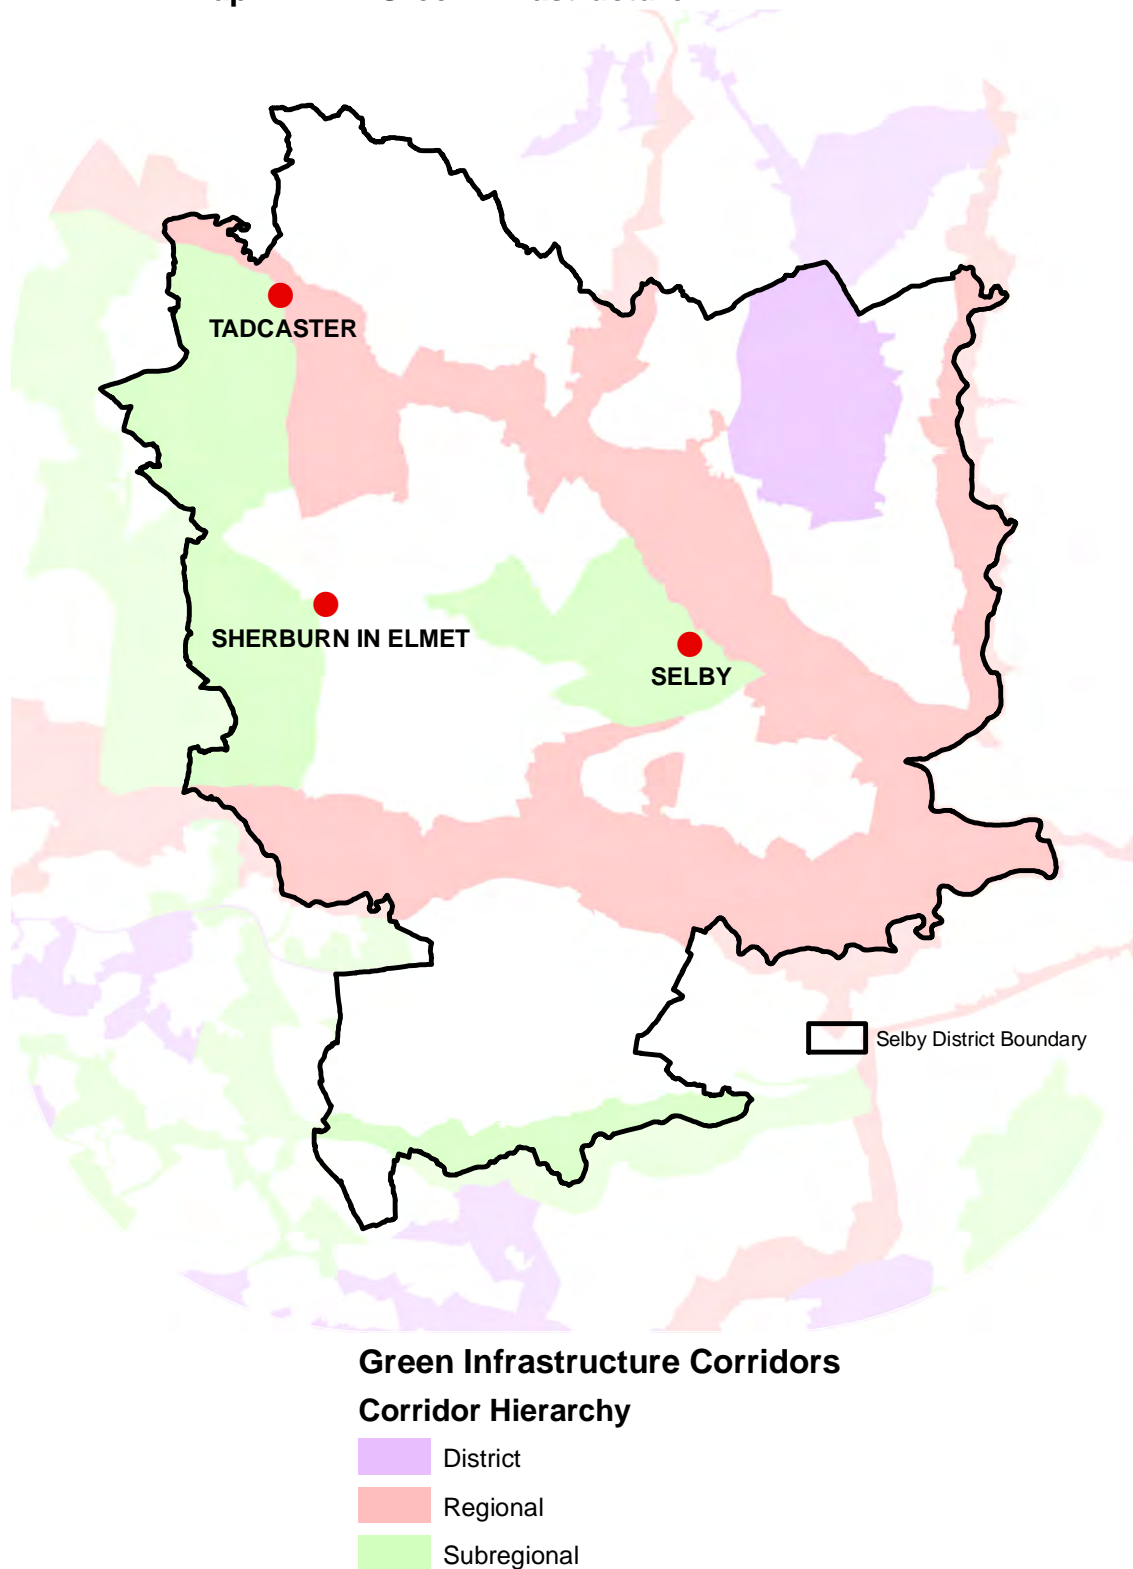 TADCASTER
SHERBURN IN ELMET
SELBY
Selby District Boundary
Green Infrastructure Corridors
Corridor Hierarchy
District
Regional
Subregional